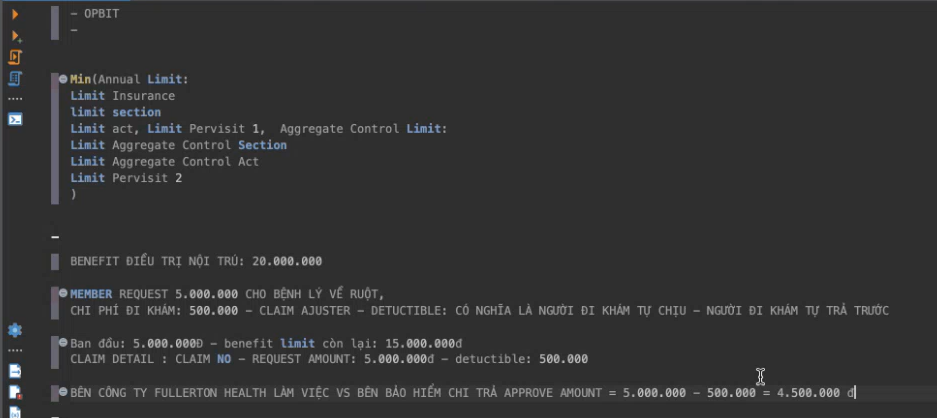 - OPBIT
-
Min(Annual Limit:
Limit Insurance
limit section
Limit act, Limit Pervisit 1, Aggregate Control Limit:
Limit Aggregate Control Section
Limit Aggregate Control Act
Limit Pervisit 2
)
-
BENEFIT ĐIỀU TRỊ NỘI TRÚ: 20.000.000
MEMBER REQUEST 5.000.000 CHO BỆNH LÝ VỀ RUỘT,
CHI PHÍ ĐI KHÁM: 500.000 - CLAIM AJUSTER - DETUCTIBLE: CÓ NGHĨA LÀ NGƯỜI ĐI KHÁM TỰ CHỊU - NGƯỜI ĐI KHÁM TỰ TRẢ TRƯỚC
Ban đầu: 5.000.000Đ - benefit limit còn lại: 15.000.000đ
CLAIM DETAIL : CLAIM NO - REQUEST AMOUNT: 5.000.000đ - detuctible: 500.000
BÊN CÔNG TY FULLERTON HEALTH LÀM VIỆC VS BÊN BẢO HIỂM CHI TRẢ APPROVE AMOUNT = 5.000.000 - 500.000 = 4.500.000 đ